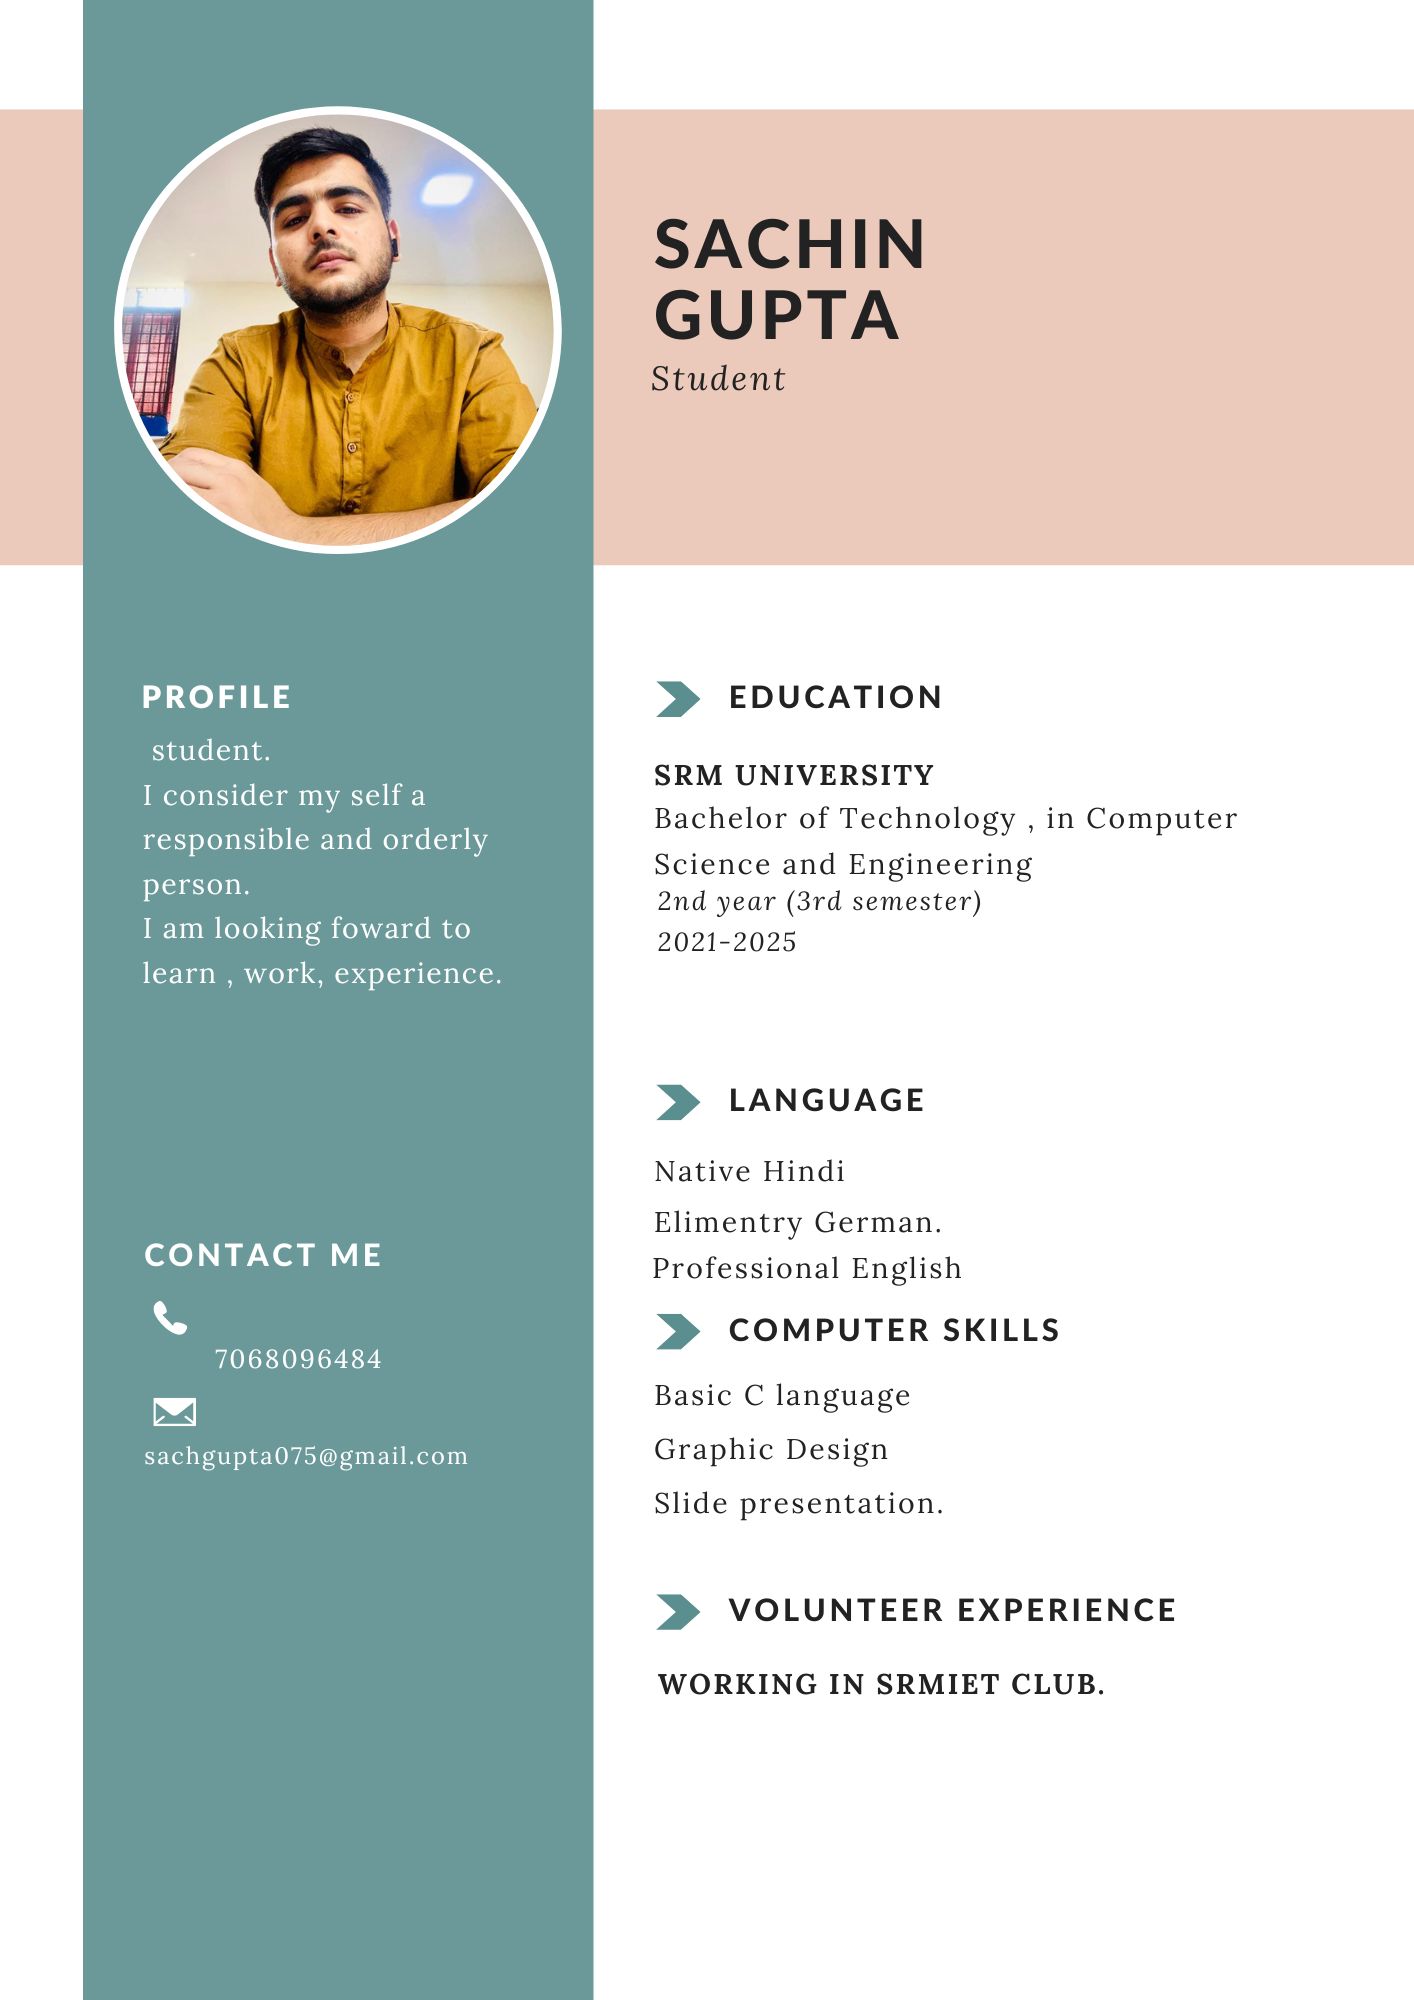 SACHIN
GUPTA
Student
PROFILE
student.
I consider my self a
responsible and orderly
person.
I am looking foward to
learn , work, experience.
CONTACT ME
7068096484
sachgupta075@gmail.com
EDUCATION
SRM UNIVERSITY
Bachelor of Technology , in Computer
Science and Engineering
2nd year (3rd semester)
2021-2025
LANGUAGE
Native Hindi
Elimentry German.
Professional English
COMPUTER SKILLS
Basic C language
Graphic Design
Slide presentation.
VOLUNTEER EXPERIENCE
WORKING IN SRMIET CLUB.